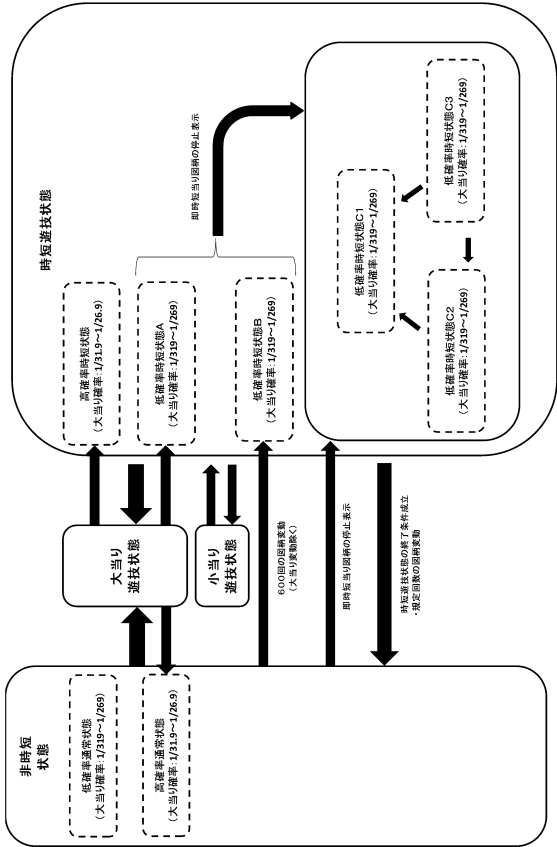 非時短
状態
低確率通常状態
（大当り確率：1/319～1/269）
高確率通常状態
（大当り確率：1/31.9～1/26.9）
大当り
遊技状態
小当り
遊技状態
600回の図柄変動
（大当り変動除く）
即時短当り図柄の停止表示
時短遊技状態の終了条件成立
・規定回数の図柄変動
時短遊技状態
高確率時短状態
（大当り確率：1/31.9～1/26.9）
低確率時短状態A
（大当り確率：1/319～1/269）
低確率時短状態B
（大当り確率：1/319～1/269）
即時短当り図柄の停止表示
低確率時短状態C1
（大当り確率：1/319～1/269）
低確率時短状態C2
（大当り確率：1/319～1/269）
低確率時短状態C3
（大当り確率：1/319～1/269）